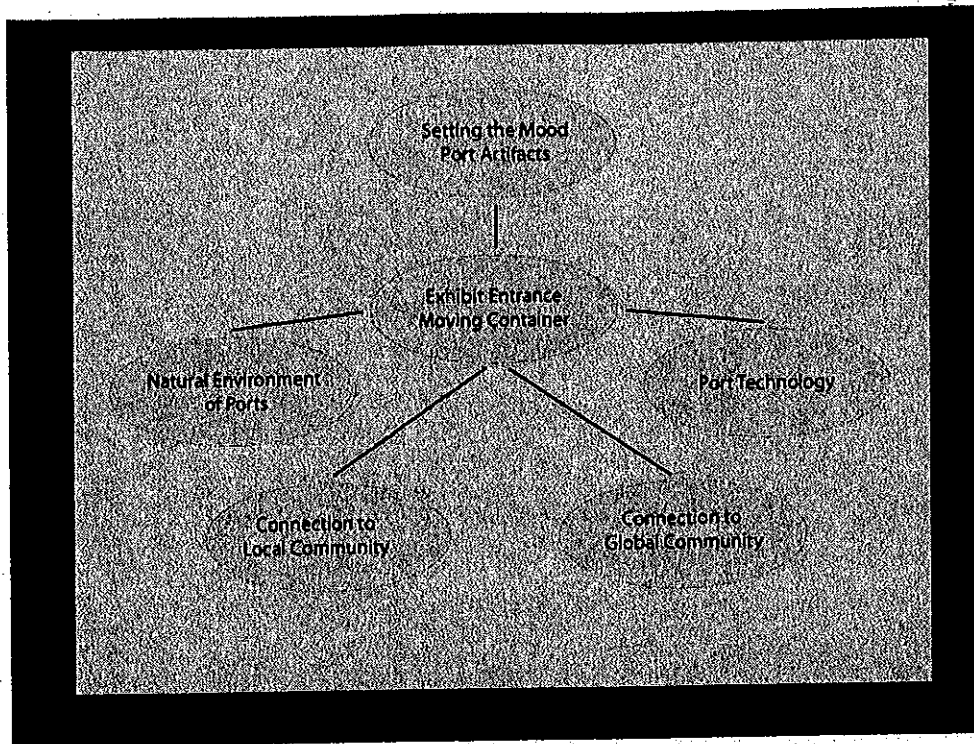 Setting the Mood
Port Artifacts
Exhibit Entrance
Moving Container
Natural Environment
of Ports
Port Technology
Connection to
Local Community
Connection to
Global Community